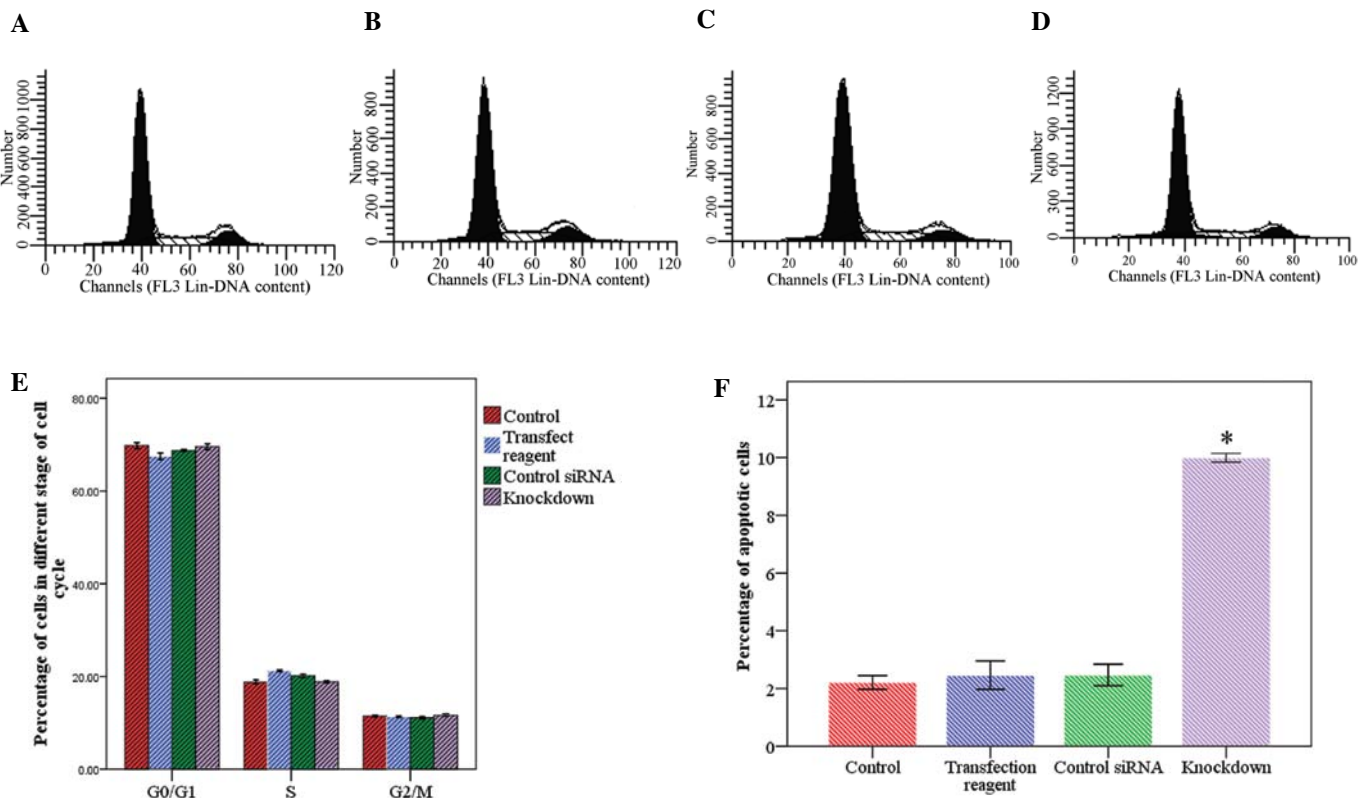 A
B
C
D
Number
0 200 400 600 800 1000
0 20 40 60 80 100 120
Channels (FL3 Lin-DNA content)
Number
0 200 400 600 800
0 20 40 60 80 100 120
Channels (FL3 Lin-DNA content)
Number
0 200 400 600 800
0 20 40 60 80 100
Channels (FL3 Lin-DNA content)
Number
0 300 600 900 1200
0 20 40 60 80 100
Channels (FL3 Lin-DNA content)
E
Percentage of cells in different stage of cell
cycle
80.00
60.00
40.00
20.00
0.00
G0/G1 S G2/M
Control
Transfect
reagent
Control siRNA
Knockdown
F
Percentage of apoptotic cells
12
10
8
6
4
2
0
*
Control Transfection Control siRNA Knockdown
reagent